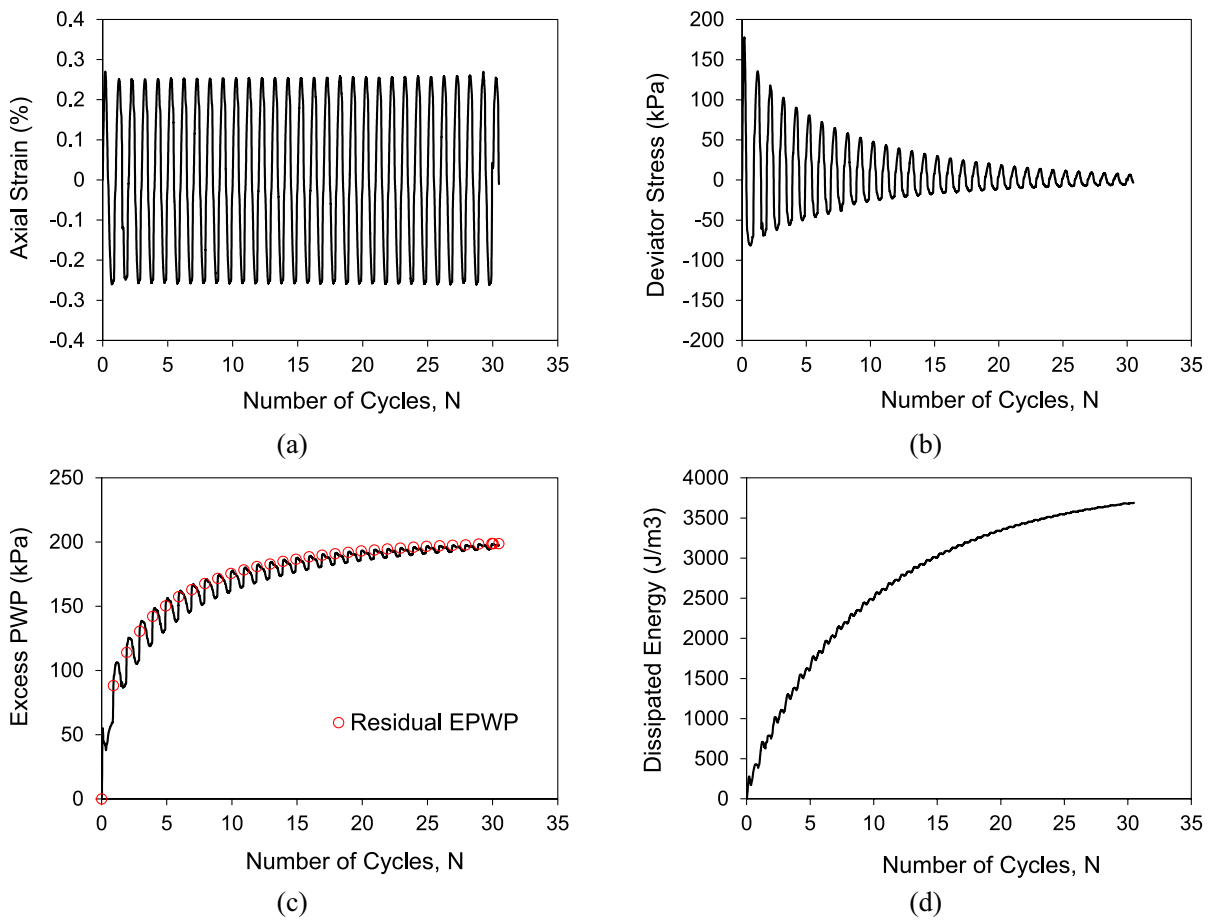 0.4
0.3
0.2
0.1
0
-0.1
-0.2
-0.3
-0.4
Axial Strain (%)
0 5 10 15 20 25 30 35
Number of Cycles, N
(a)
200
150
100
50
0
-50
-100
-150
-200
Deviator Stress (kPa)
0 5 10 15 20 25 30 35
Number of Cycles, N
(b)
250
200
150
100
50
0
Excess PWP (kPa)
Residual EPWP
0 5 10 15 20 25 30 35
Number of Cycles, N
(c)
4000
3500
3000
2500
2000
1500
1000
500
0
Dissipated Energy (J/m3)
0 5 10 15 20 25 30 35
Number of Cycles, N
(d)